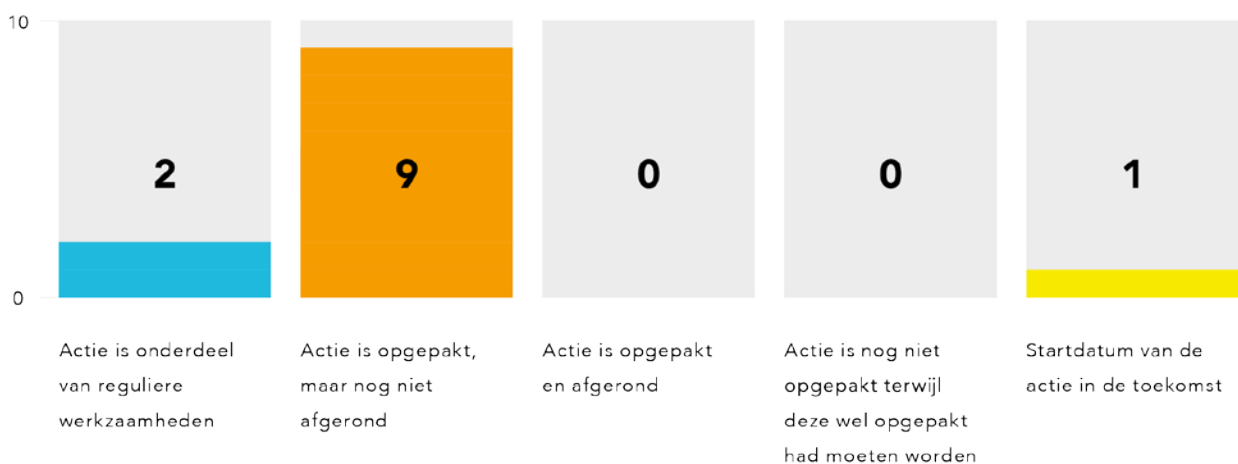 10
2
9
0
0
1
0
Actie is onderdeel
van reguliere
werkzaamheden
Actie is opgepakt,
maar nog niet
afgerond
Actie is opgepakt
en afgerond
Actie is nog niet
opgepakt terwijl
deze wel opgepakt
had moeten worden
Startdatum van de
actie in de toekomst